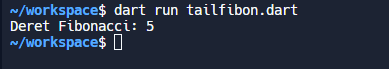 ~/workspace$ dart run tailfibon.dart
Deret Fibonacci: 5
~/workspace$